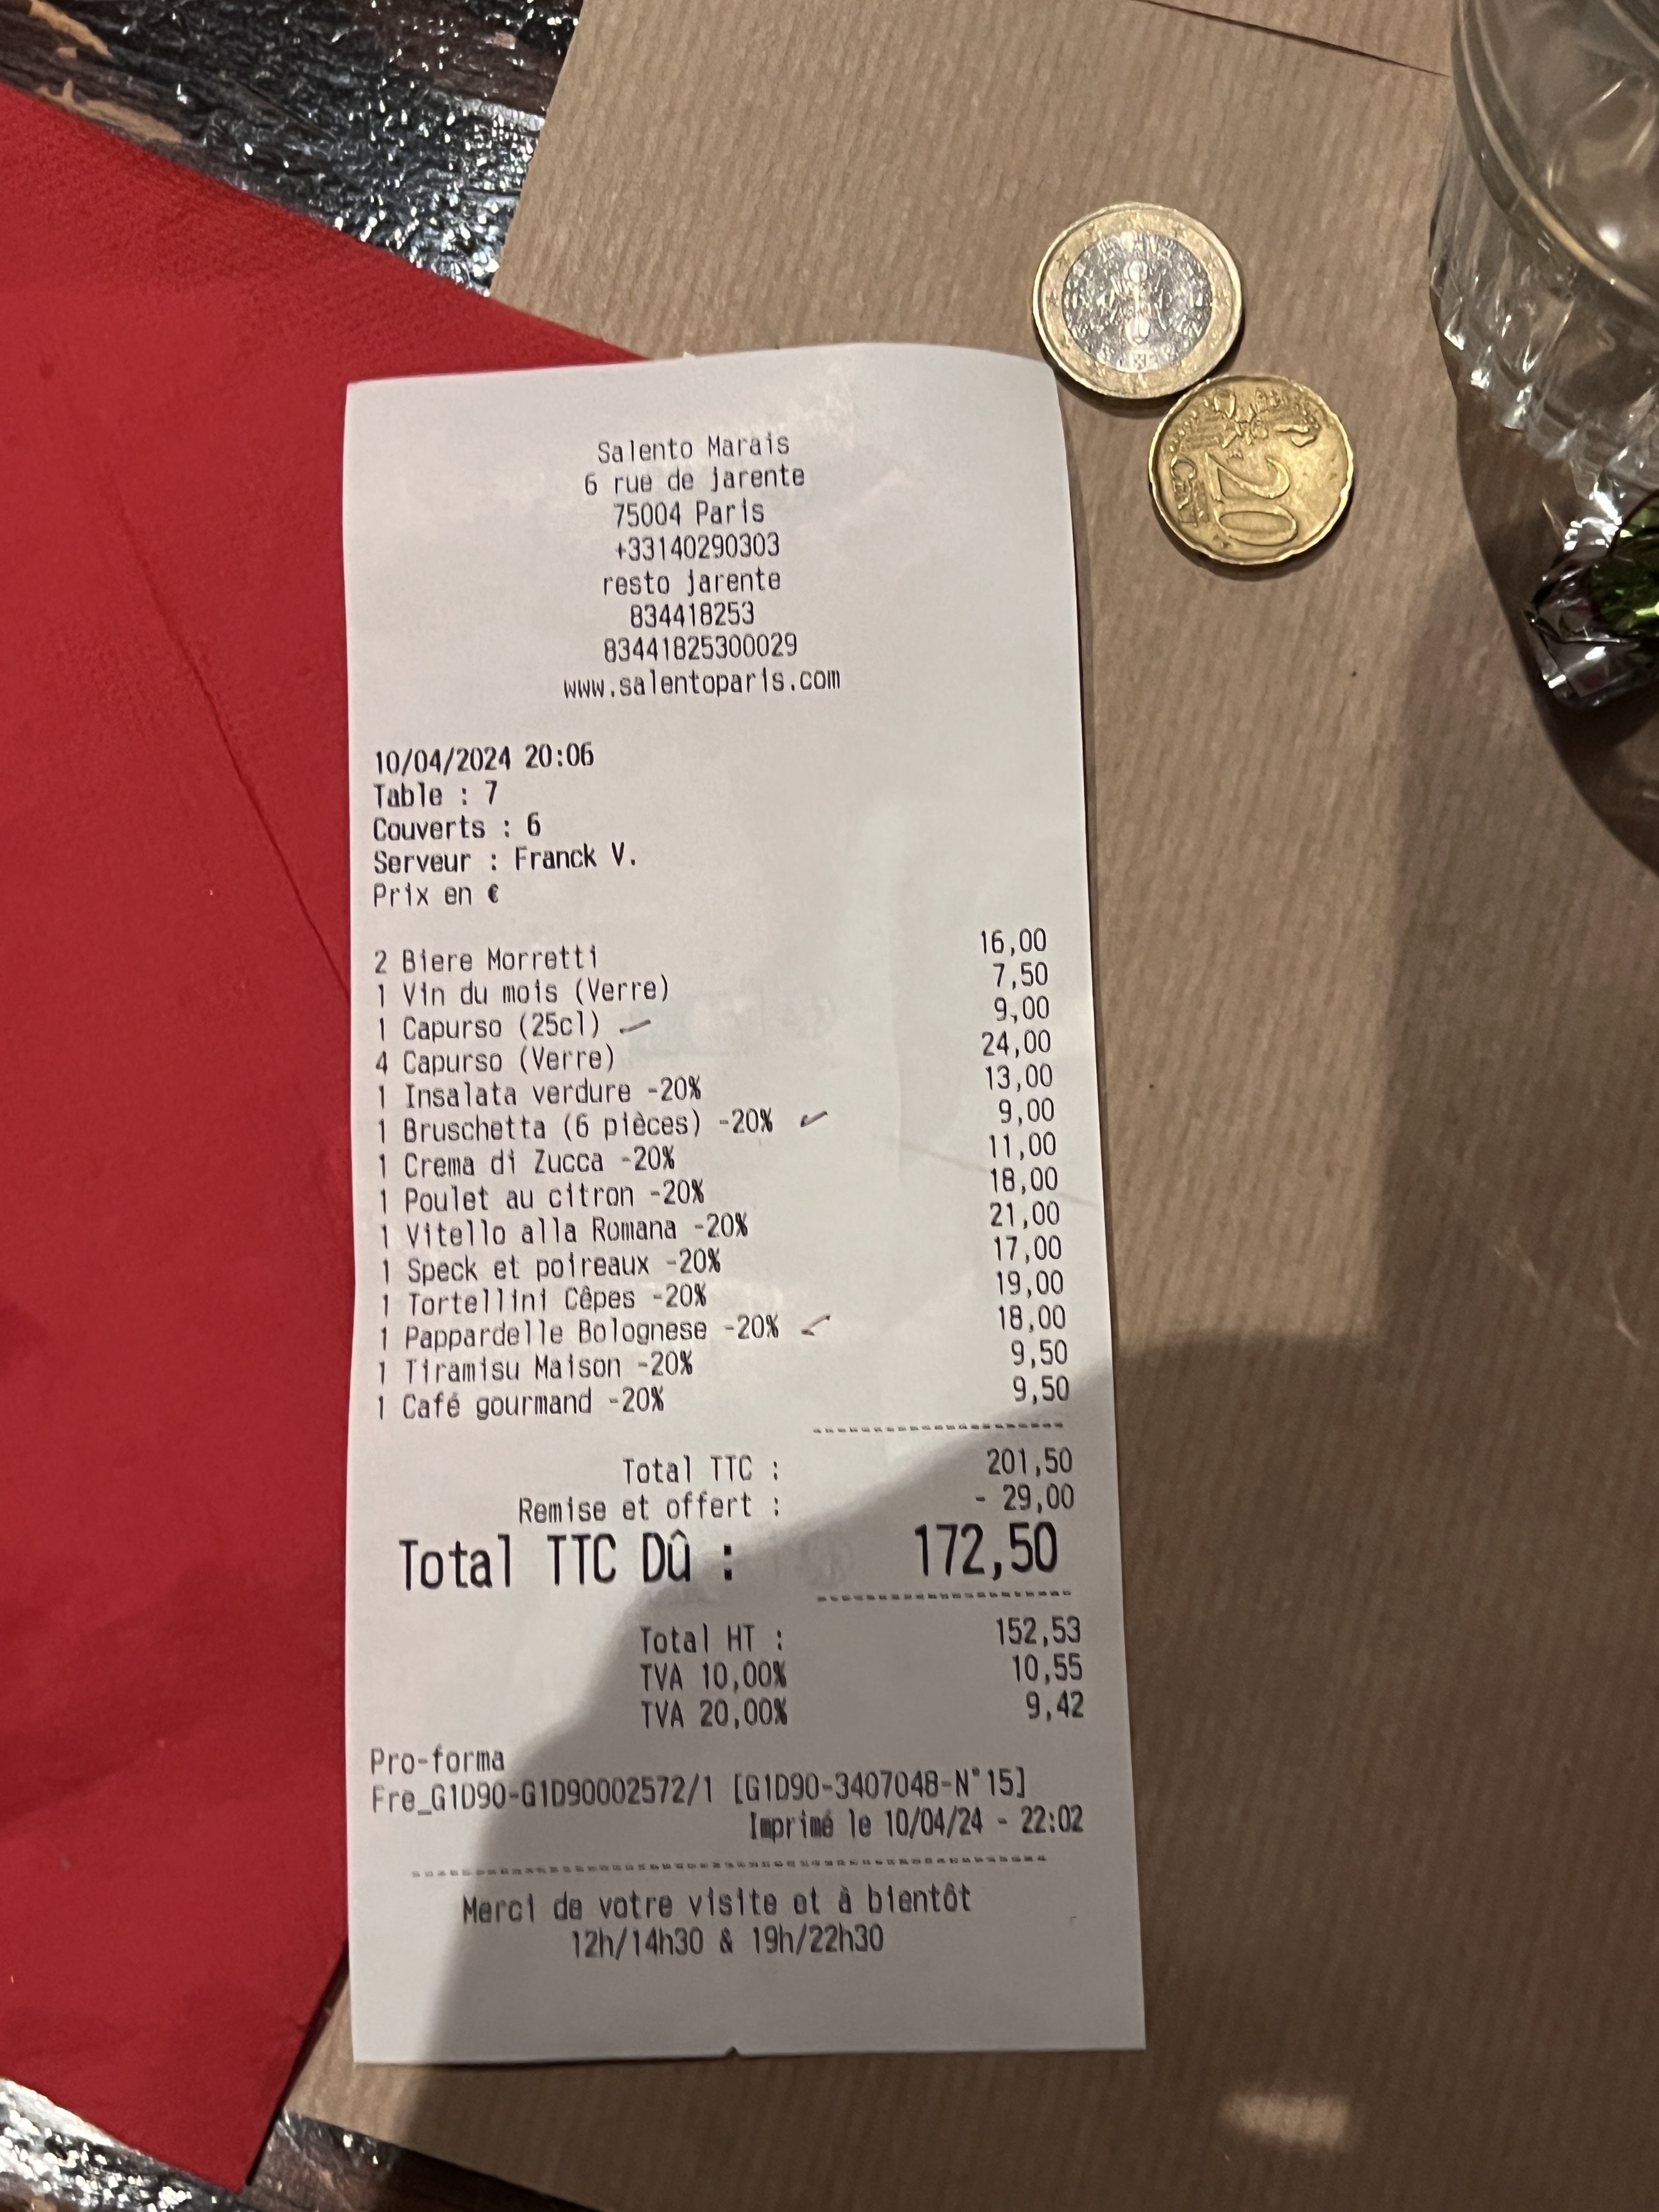 Salento Marais
6 rue de jarente
75004 Paris
+33140290303
resto jarente
834418253
83441825300029
www.salentoparis.com
10/04/2024 20:06
Table : 7
Couverts : 6
Serveur : Franck V.
Prix en €
2 Biere Morretti 16,00
1 Vin du mois (Verre) 7,50
1 Capurso (25cl) 9,00
4 Capurso (Verre) 24,00
1 Insalata verdure -20% 13,00
1 Bruschetta (6 pièces) -20% 9,00
1 Crema di Zucca -20% 11,00
1 Poulet au citron -20% 18,00
1 Vitello alla Romana -20% 21,00
1 Speck et poireaux -20% 17,00
1 Tortellini Cêpes -20% 19,00
1 Pappardelle Bolognese -20% 18,00
1 Tiramisu Maison -20% 9,50
1 Café gourmand -20% 9,50
Total TTC : 201,50
Remise et offert : - 29,00
Total TTC Dû : 172,50
Total HT : 152,53
TVA 10,00% 10,55
TVA 20,00% 9,42
Pro-forma
Fre_G1D90-G1D90002572/1 [G1D90-3407048-N°15]
Imprimé le 10/04/24 - 22:02
Merci de votre visite et à bientôt
12h/14h30 & 19h/22h30
20